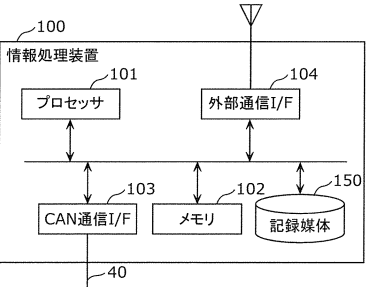 100
情報処理装置
101
プロセッサ
104
外部通信I/F
103
CAN通信I/F
102
メモリ
150
記録媒体
40